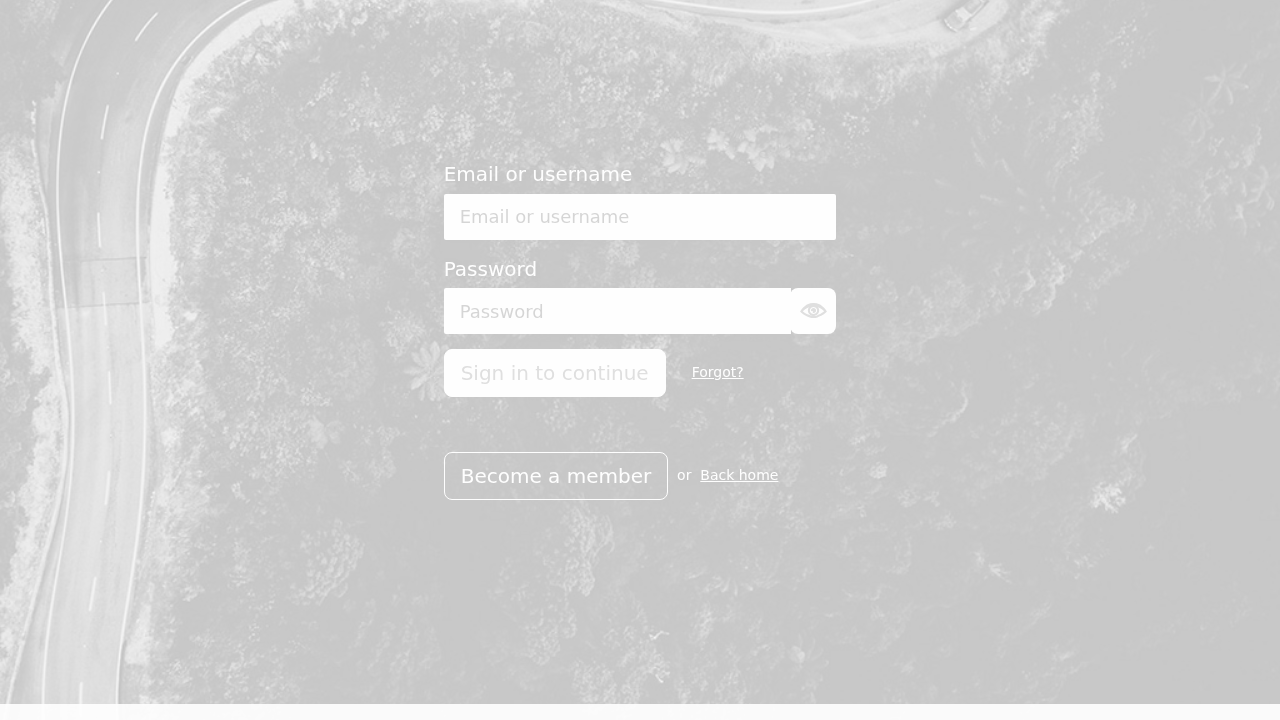 Email or username
Email or username
Password
Password
Sign in to continue Forgot?
Become a member or Back home